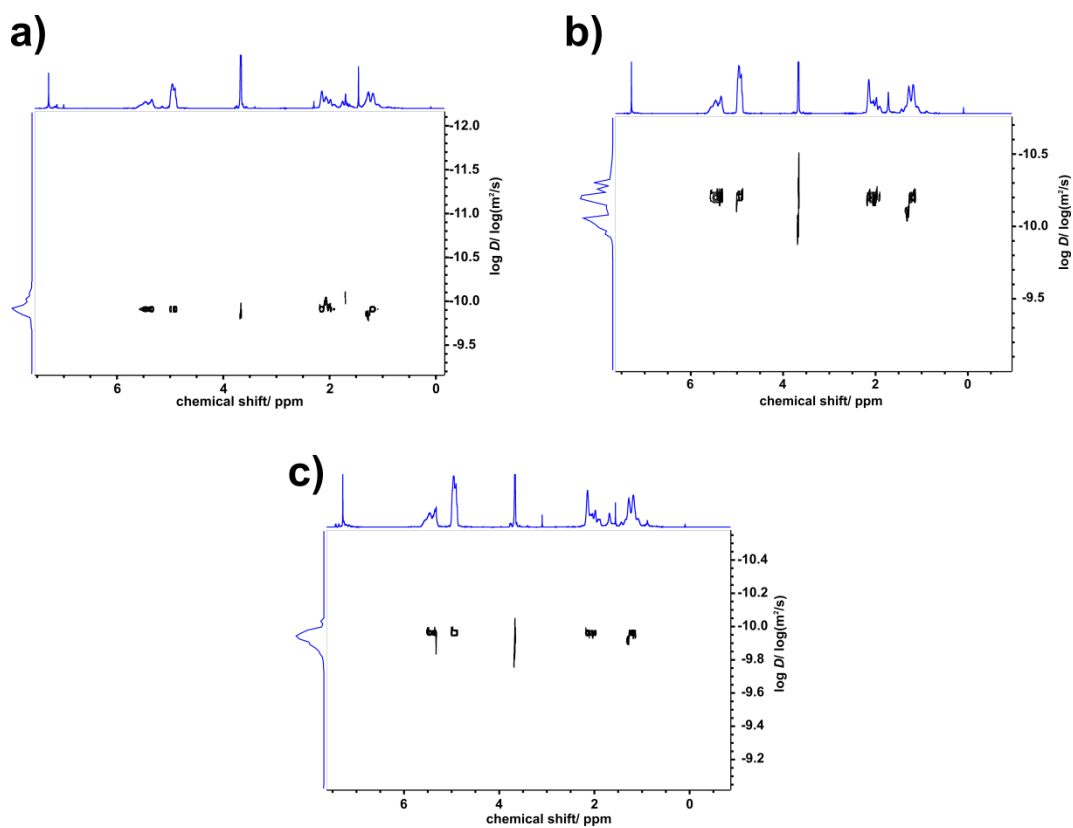 a)
-12.0
-11.5
-11.0
-10.5
-10.0
-9.5
log D/ log(m²/s)
6 4 2 0
chemical shift/ ppm
b)
-10.5
-10.0
-9.5
log D/ log(m²/s)
6 4 2 0
chemical shift/ ppm
c)
-10.4
-10.2
-10.0
-9.8
-9.6
-9.4
-9.2
log D/ log(m²/s)
6 4 2 0
chemical shift/ ppm